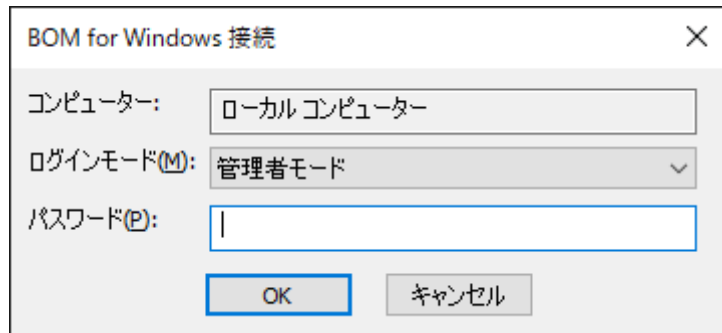 BOM for Windows 接続
コンピューター: ローカル コンピューター
ログインモード(M): 管理者モード
パスワード(P):
OK キャンセル